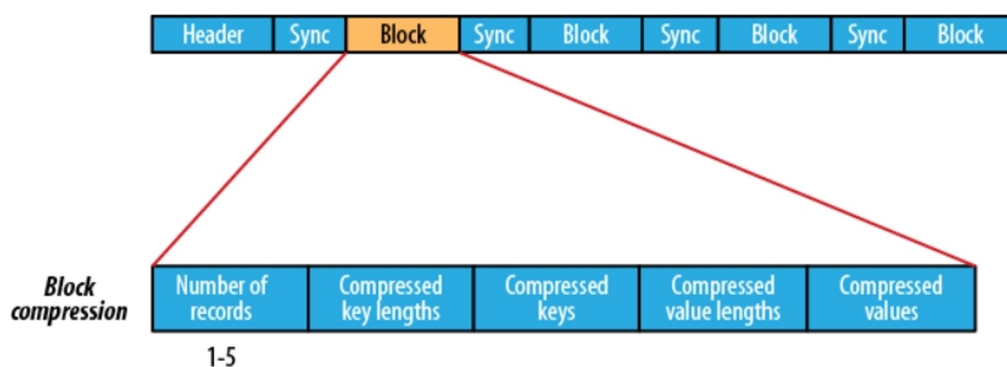 Header Sync Block Sync Block Sync Block Sync Block
Block compression
Number of records
Compressed key lengths
Compressed keys
Compressed value lengths
Compressed values
1-5